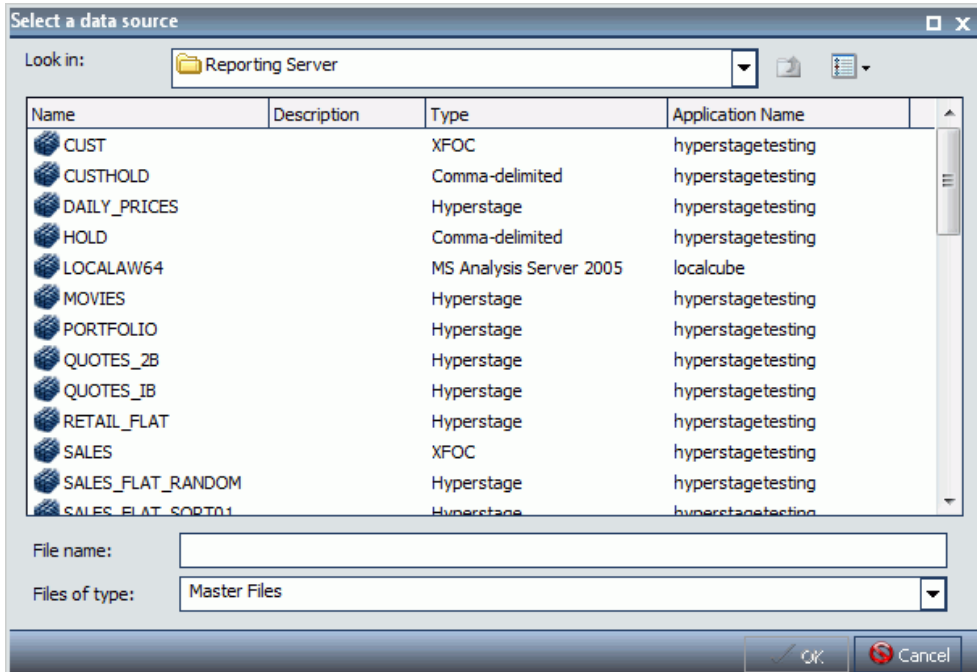 Select a data source
Look in: Reporting Server
Name Description Type Application Name
CUST XFOC hyperstagetesting
CUSTHOLD Comma-delimited hyperstagetesting
DAILY_PRICES Hyperstage hyperstagetesting
HOLD Comma-delimited hyperstagetesting
LOCALAW64 MS Analysis Server 2005 localcube
MOVIES Hyperstage hyperstagetesting
PORTFOLIO Hyperstage hyperstagetesting
QUOTES_2B Hyperstage hyperstagetesting
QUOTES_IB Hyperstage hyperstagetesting
RETAIL_FLAT Hyperstage hyperstagetesting
SALES XFOC hyperstagetesting
SALES_FLAT_RANDOM Hyperstage hyperstagetesting
SALES_FLAT_SORT01 Hyperstage hyperstagetesting
File name:
Files of type: Master Files
OK Cancel